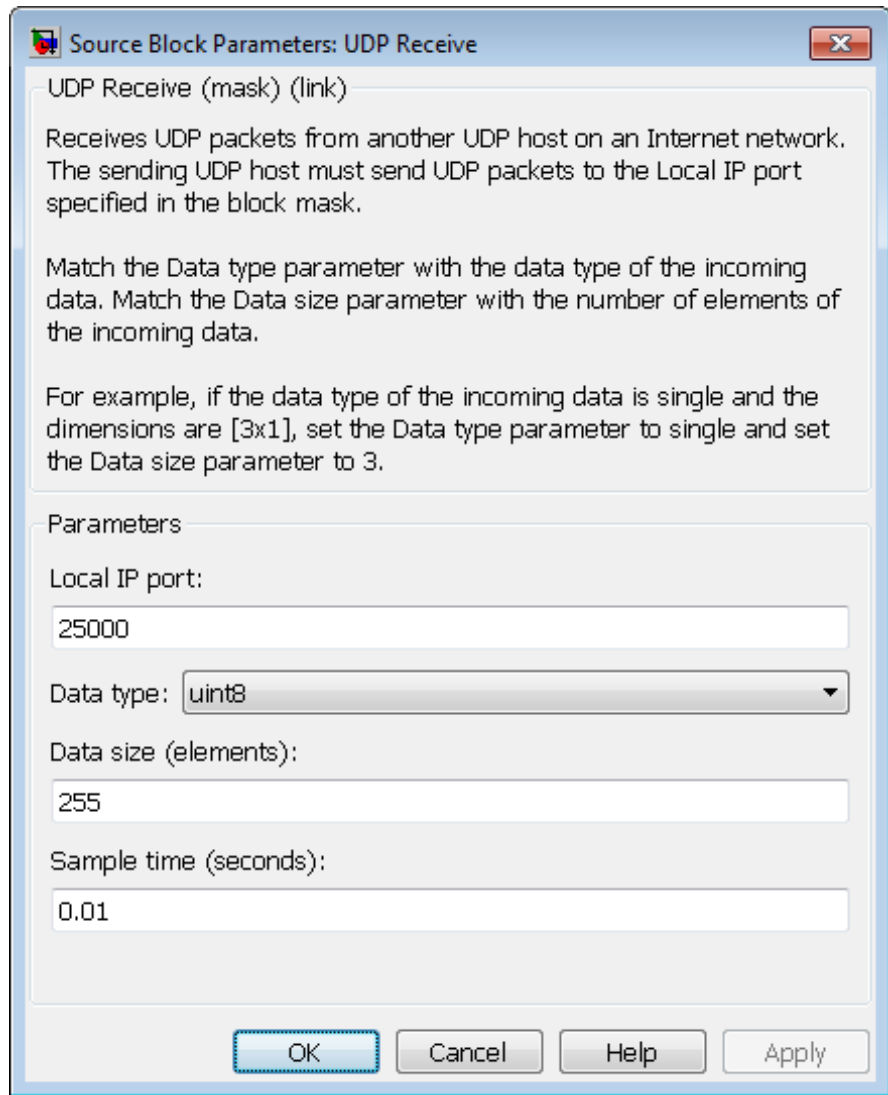 Source Block Parameters: UDP Receive
UDP Receive (mask) (link)
Receives UDP packets from another UDP host on an Internet network.
The sending UDP host must send UDP packets to the Local IP port
specified in the block mask.
Match the Data type parameter with the data type of the incoming
data. Match the Data size parameter with the number of elements of
the incoming data.
For example, if the data type of the incoming data is single and the
dimensions are [3x1], set the Data type parameter to single and set
the Data size parameter to 3.
Parameters
Local IP port:
25000
Data type: uint8
Data size (elements):
255
Sample time (seconds):
0.01
OK Cancel Help Apply